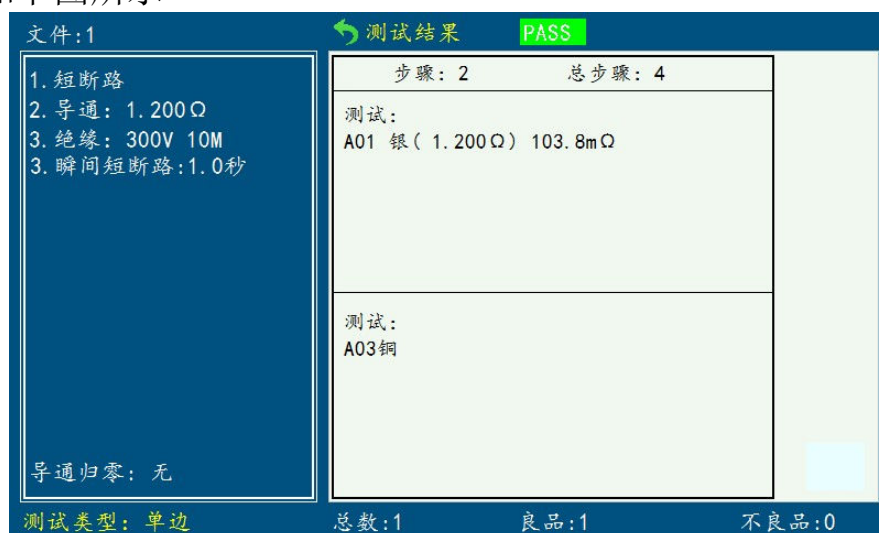 文件:1
测试结果 PASS
1.短断路
2.导通: 1.200Ω
3.绝缘: 300V 10M
3.瞬间短断路:1.0秒
导通归零: 无
步骤: 2 总步骤: 4
测试:
A01 银( 1.200Ω) 103.8mΩ
测试:
A03铜
测试类型: 单边
总数:1 良品:1 不良品:0